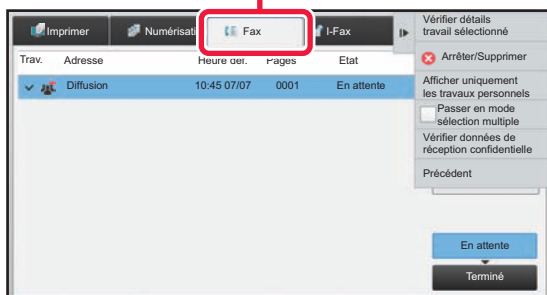 Imprimer
Numérisati
Fax
I-Fax
Trav.
Adresse
Heure déf.
Pages
Etat
Diffusion
10:45 07/07
0001
En attente
Vérifier détails
travail sélectionné
Arrêter/Supprimer
Afficher uniquement
les travaux personnels
Passer en mode
sélection multiple
Vérifier données de
réception confidentielle
Précédent
En attente
Terminé